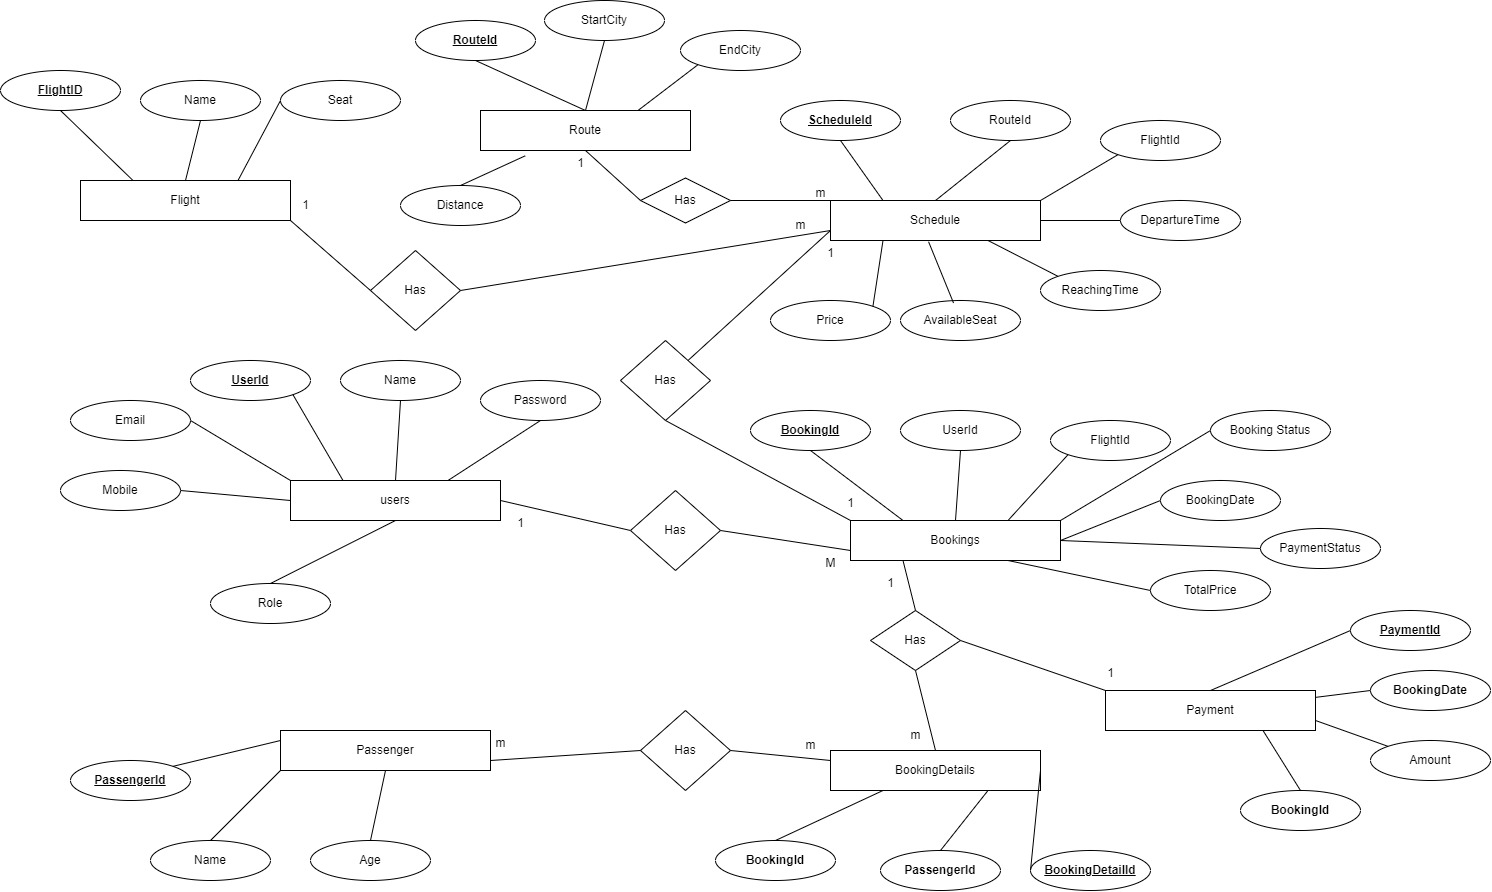 StartCity
RouteId
EndCity
FlightID
Name
Seat
ScheduleId
RouteId
FlightId
Route
1
Flight
1
Distance
Has
m
m
Schedule
DepartureTime
1
Has
ReachingTime
Price
AvailableSeat
UserId
Name
Has
Password
Email
BookingId
UserId
FlightId
Booking Status
Mobile
users
1
Has
1
BookingDate
Bookings
PaymentStatus
M
1
TotalPrice
Role
Has
PaymentId
1
BookingDate
Payment
Passenger
m
Has
m
m
BookingDetails
Amount
PassengerId
BookingId
Name
Age
BookingId
PassengerId
BookingDetailId